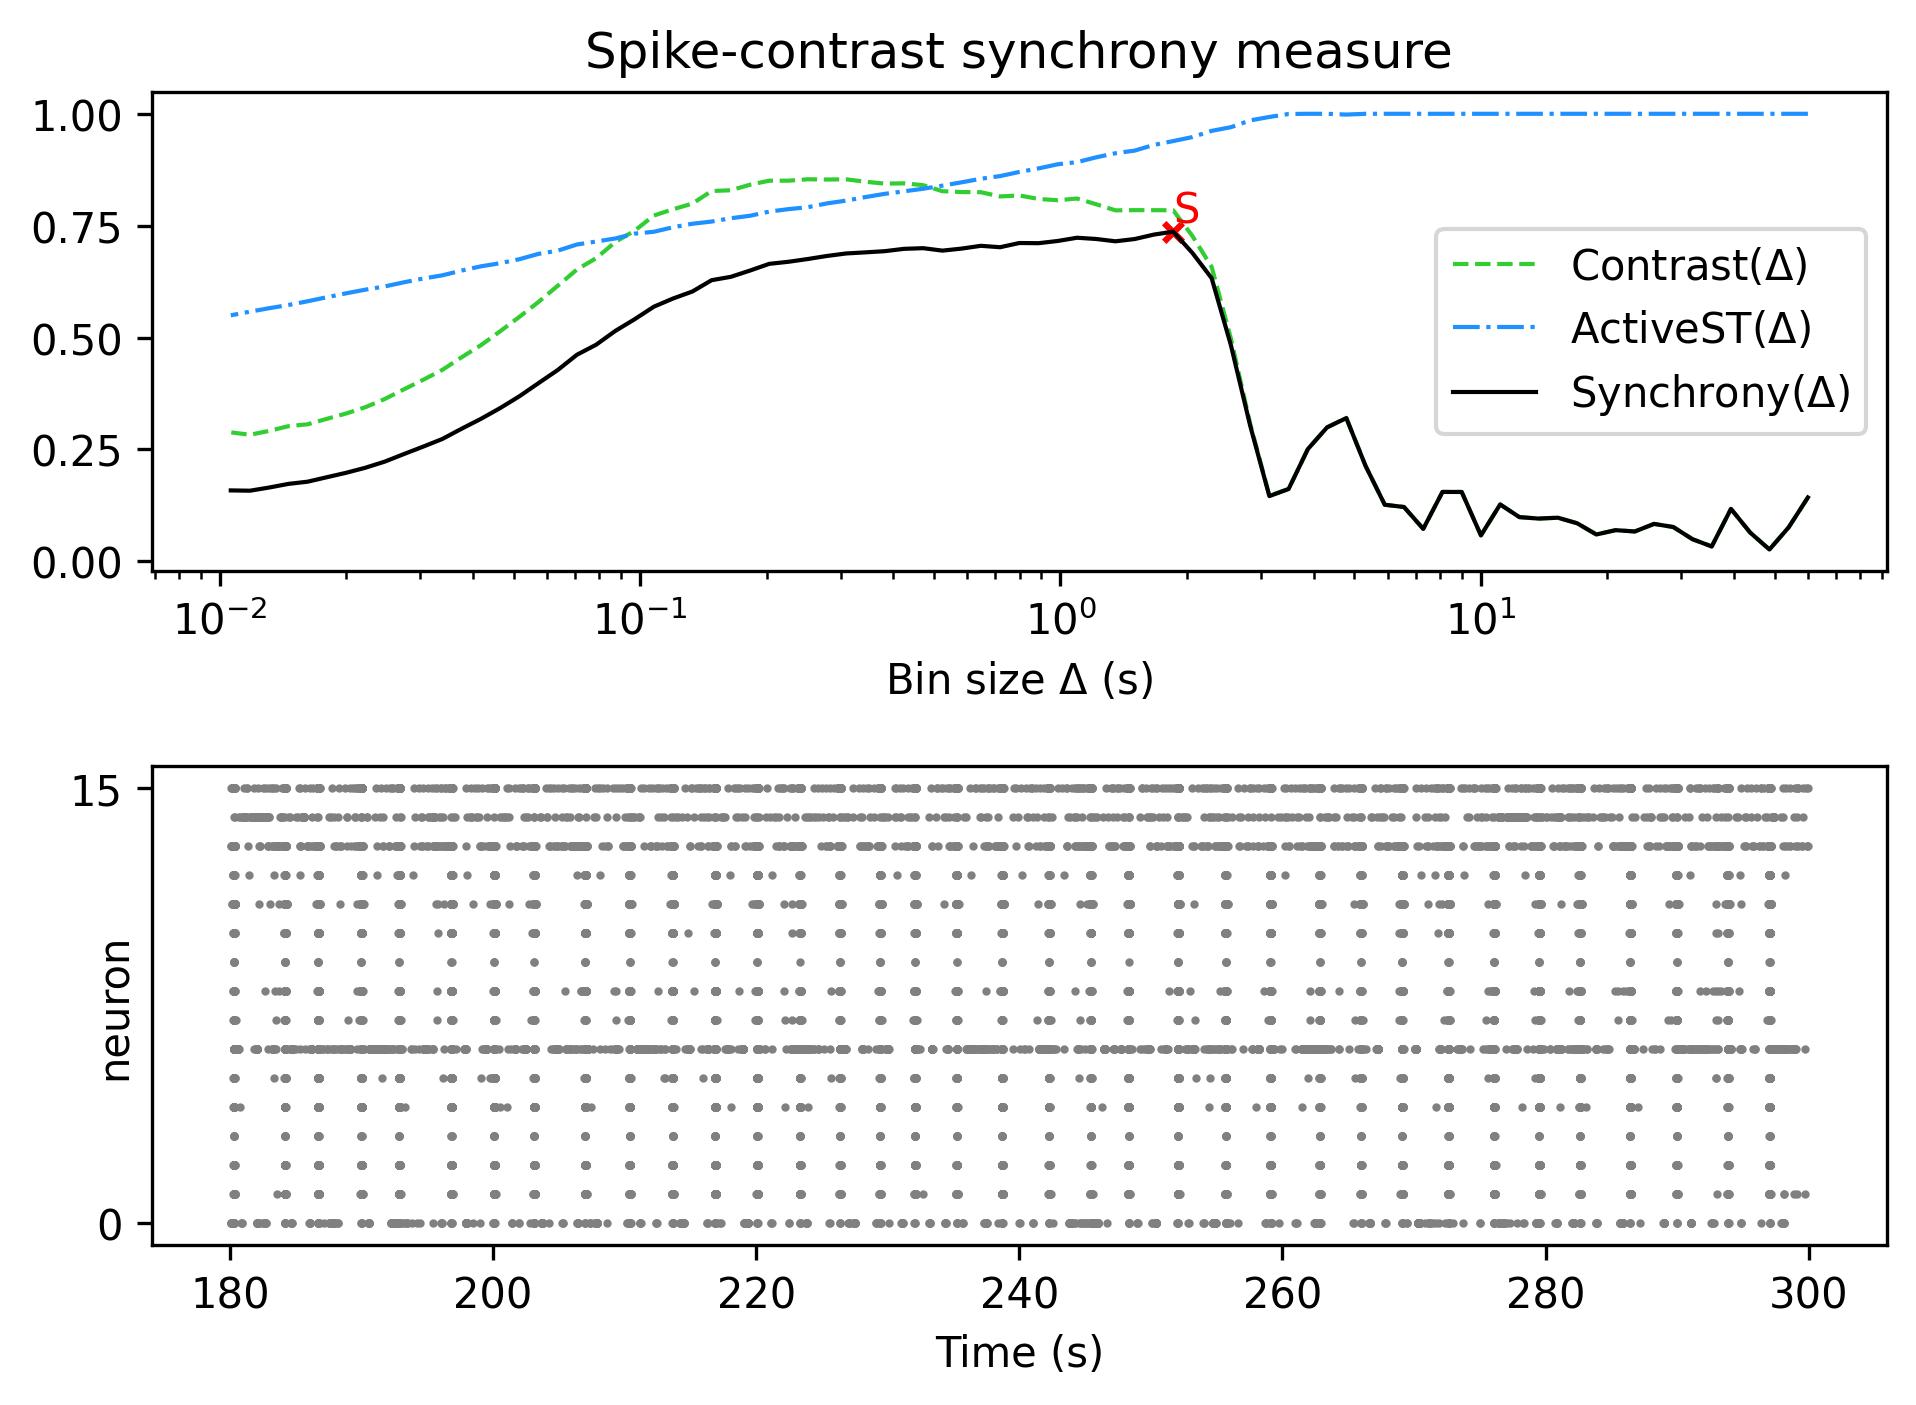 Spike-contrast synchrony measure
1.00
0.75
0.50
0.25
0.00
S
Contrast(Δ)
ActiveST(Δ)
Synchrony(Δ)
10⁻² 10⁻¹ 10⁰ 10¹
Bin size Δ (s)
15
neuron
0
180 200 220 240 260 280 300
Time (s)